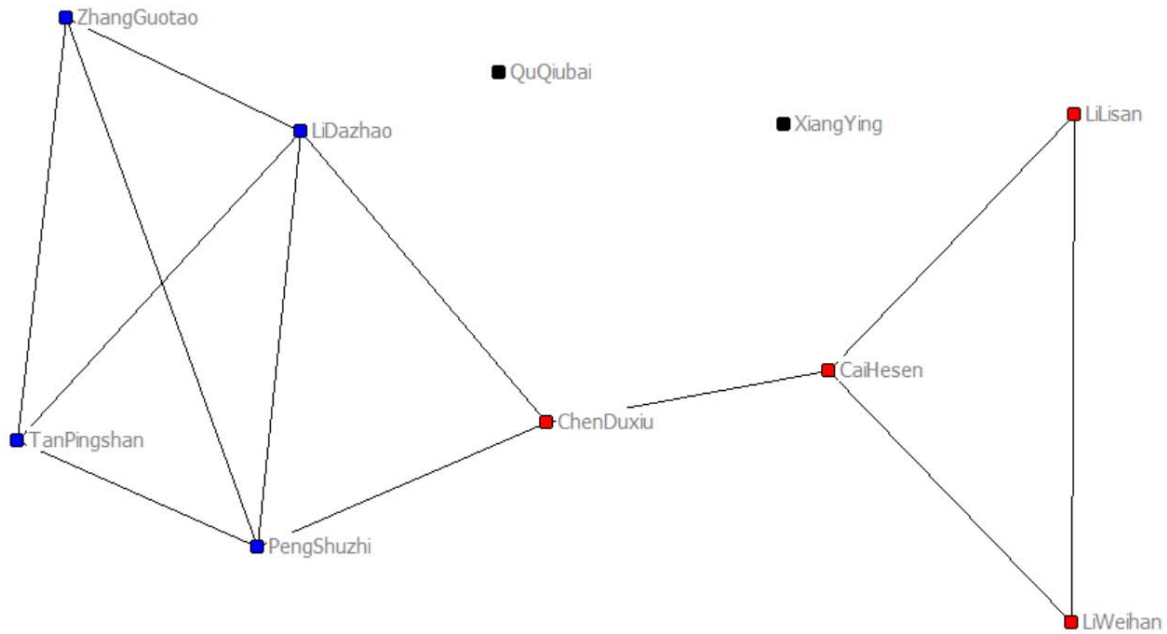 ZhangGuotao
QuQiubai
LiLisan
XiangYing
LiDazhao
CaiHesen
ChenDuxiu
TanPingshan
PengShuzhi
LiWeihan